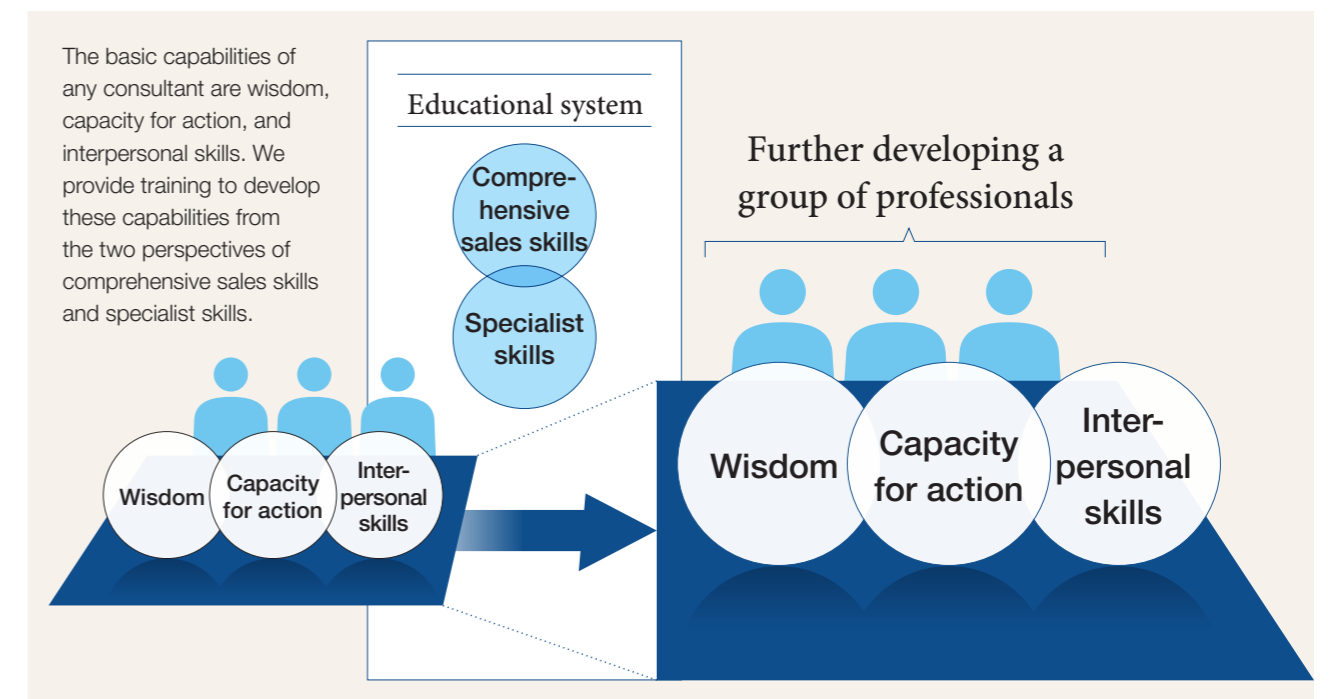 The basic capabilities of
any consultant are wisdom,
capacity for action, and
interpersonal skills. We
provide training to develop
these capabilities from
the two perspectives of
comprehensive sales skills
and specialist skills.
Educational system
Compre-
hensive
sales skills
Specialist
skills
Further developing a
group of professionals
Wisdom
Capacity
for action
Inter-
personal
skills
Wisdom
Capacity
for action
Inter-
personal
skills